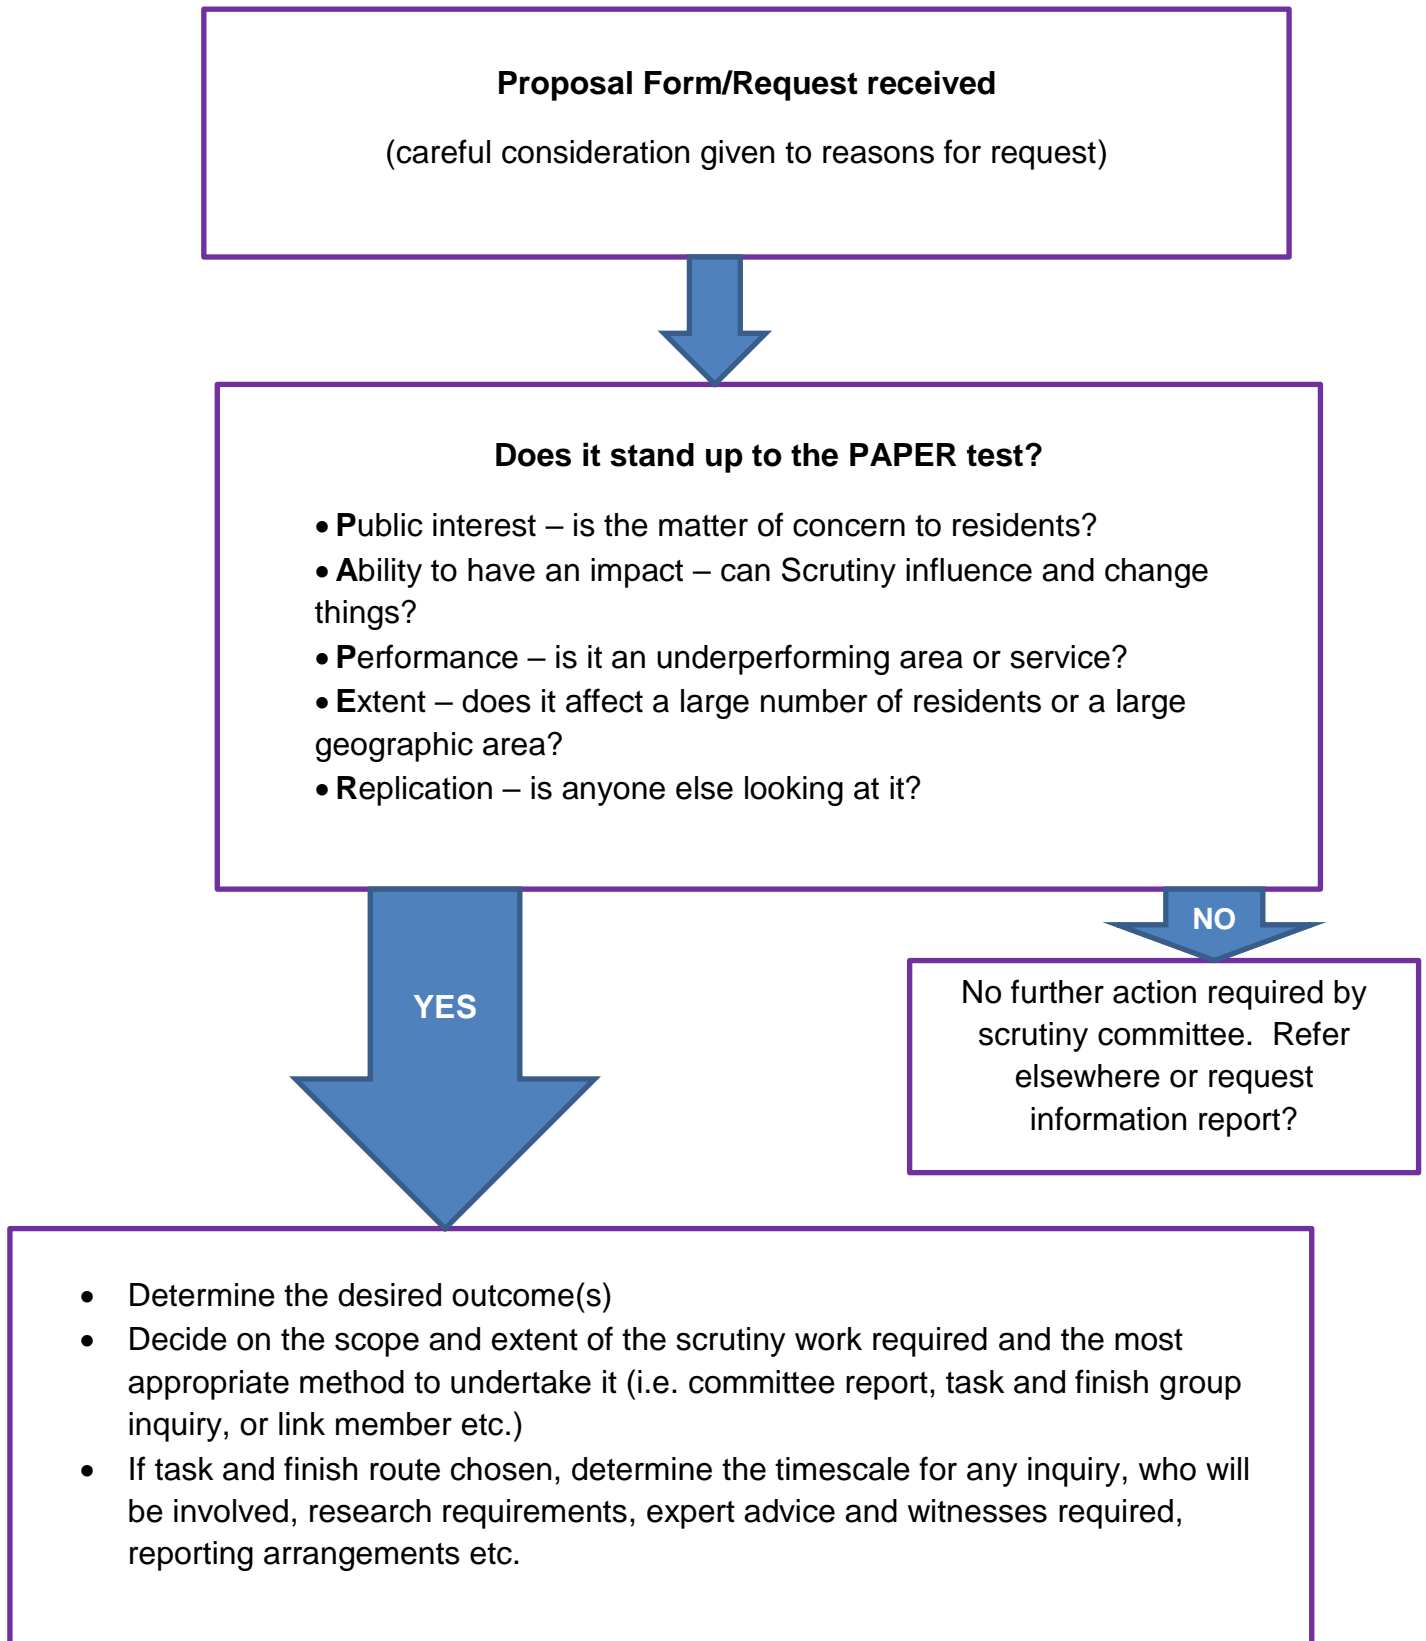 Proposal Form/Request received
(careful consideration given to reasons for request)
Does it stand up to the PAPER test?
• Public interest – is the matter of concern to residents?
• Ability to have an impact – can Scrutiny influence and change
things?
• Performance – is it an underperforming area or service?
• Extent – does it affect a large number of residents or a large
geographic area?
• Replication – is anyone else looking at it?
NO
No further action required by
scrutiny committee.  Refer
elsewhere or request
information report?
YES
• Determine the desired outcome(s)
• Decide on the scope and extent of the scrutiny work required and the most
appropriate method to undertake it (i.e. committee report, task and finish group
inquiry, or link member etc.)
• If task and finish route chosen, determine the timescale for any inquiry, who will
be involved, research requirements, expert advice and witnesses required,
reporting arrangements etc.